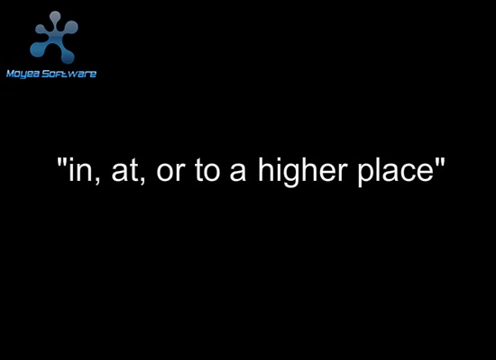 Moyea Software
"in, at, or to a higher place"